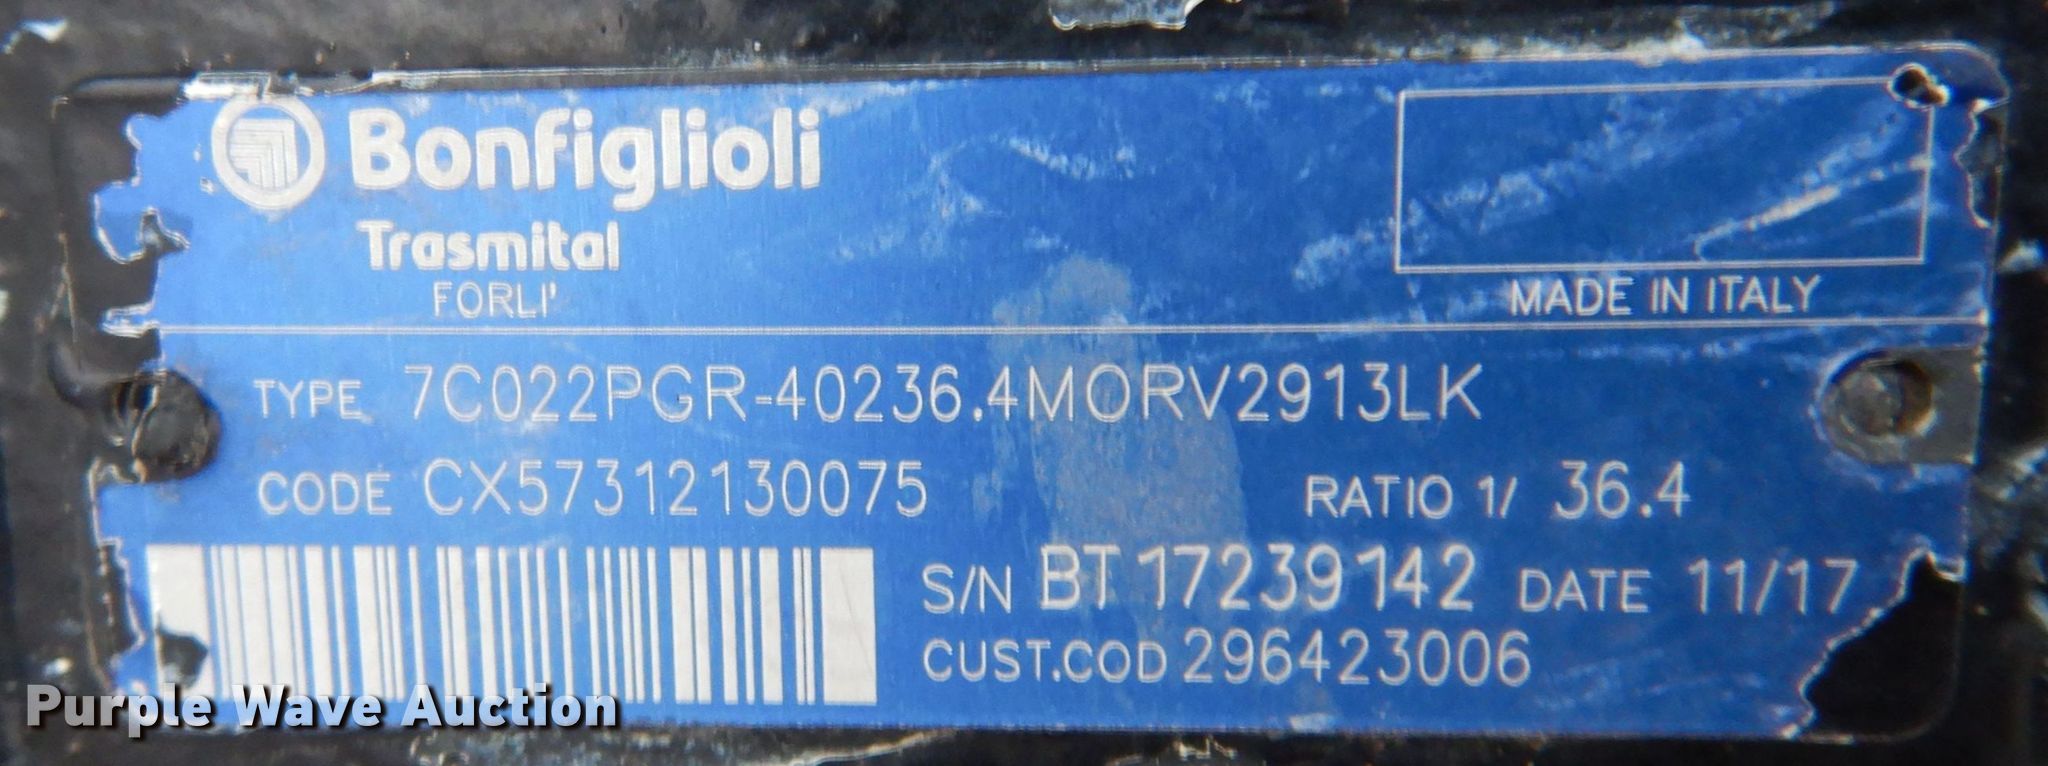 Bonfiglioli
Trasmital
FORLI'
MADE IN ITALY
TYPE 7C022PGR-40236.4MORV2913LK
CODE CX57312130075
RATIO 1/ 36.4
S/N BT 17239142 DATE 11/17
CUST.COD 296423006
Purple Wave Auction